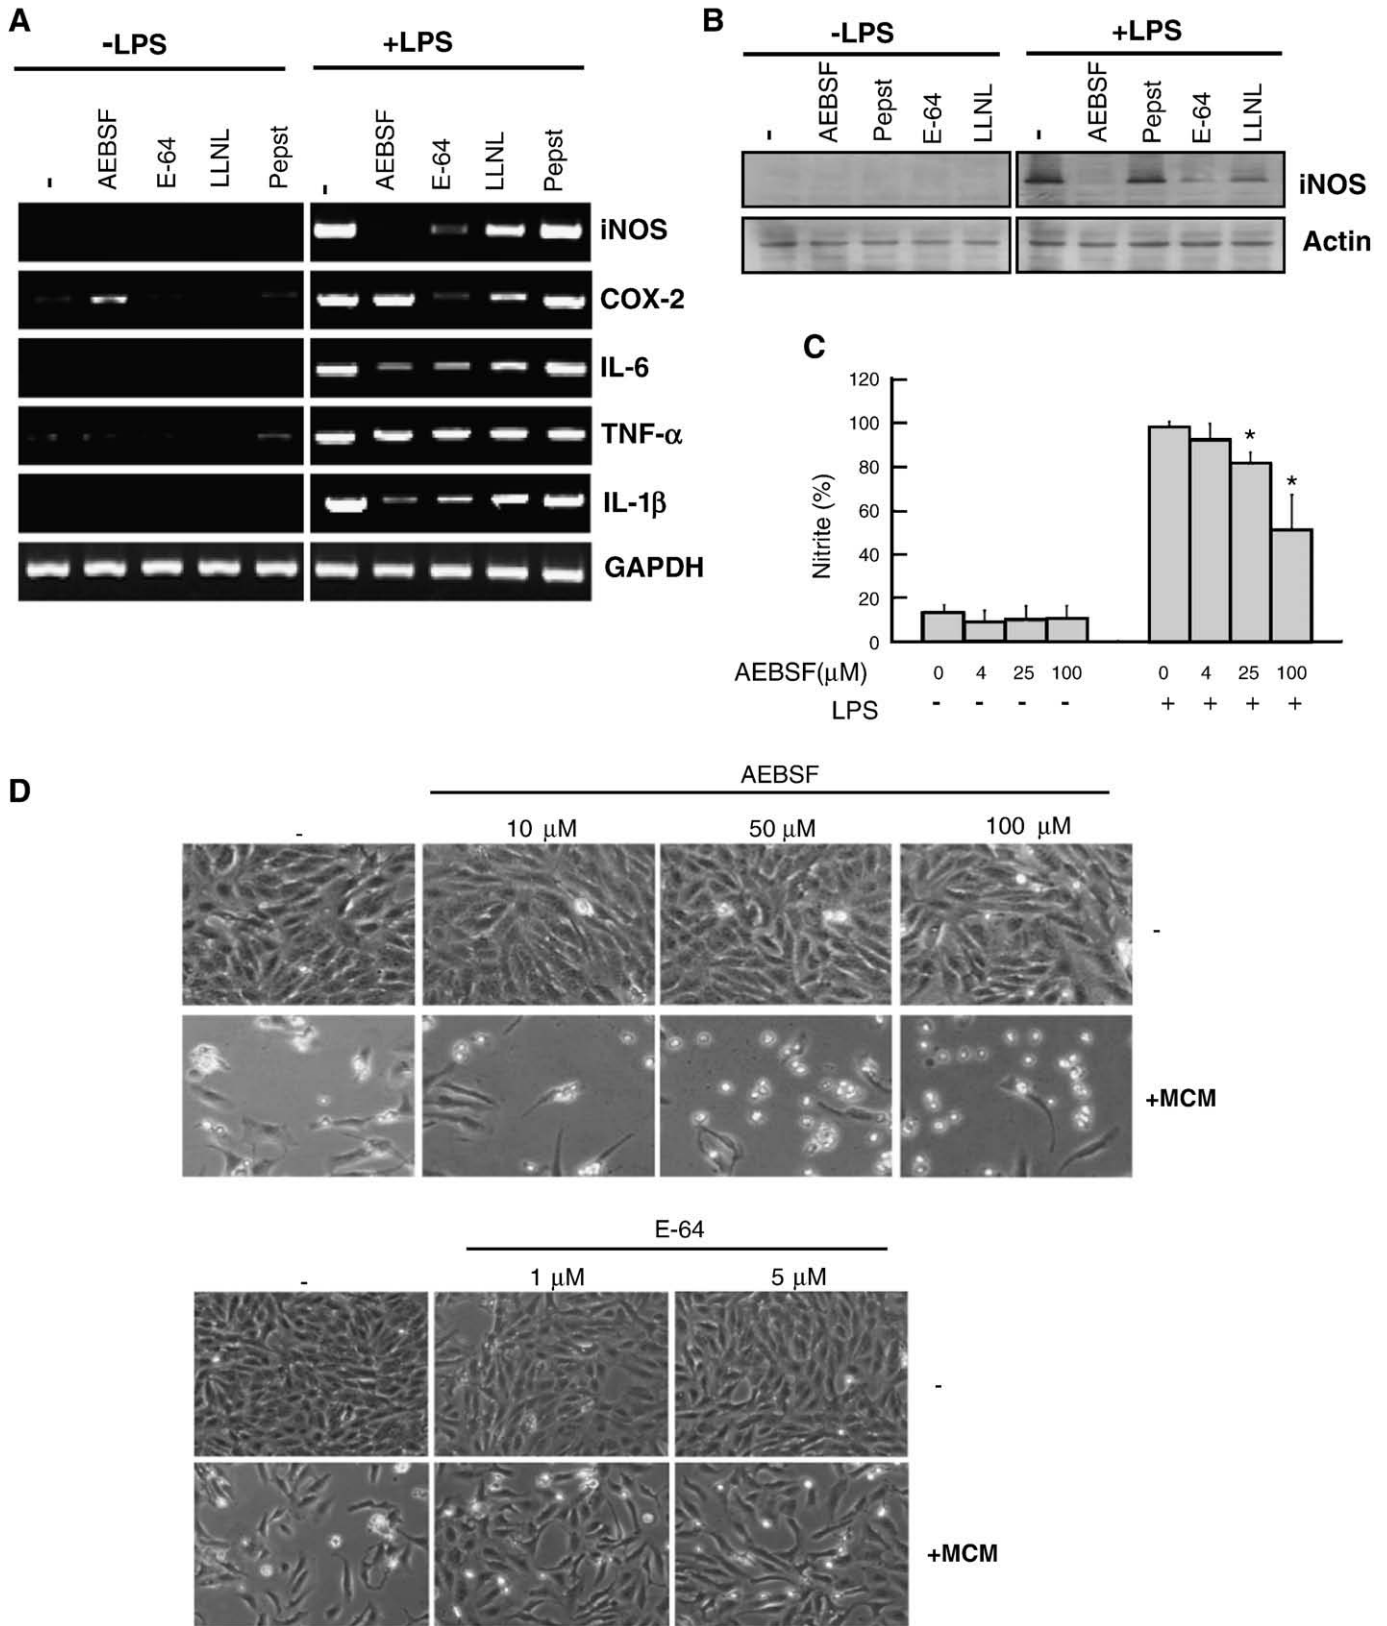 A
-LPS
+LPS
-
AEBSF
E-64
LLNL
Pepst
-
AEBSF
E-64
LLNL
Pepst
iNOS
COX-2
IL-6
TNF-α
IL-1β
GAPDH
B
-LPS
+LPS
-
AEBSF
Pepst
E-64
LLNL
-
AEBSF
Pepst
E-64
LLNL
iNOS
Actin
C
Nitrite (%)
120
100
80
60
40
20
0
*
*
AEBSF(μM) 0 4 25 100 0 4 25 100
LPS - - - - + + + +
D
AEBSF
- 10 μM 50 μM 100 μM
-
+MCM
E-64
- 1 μM 5 μM
-
+MCM